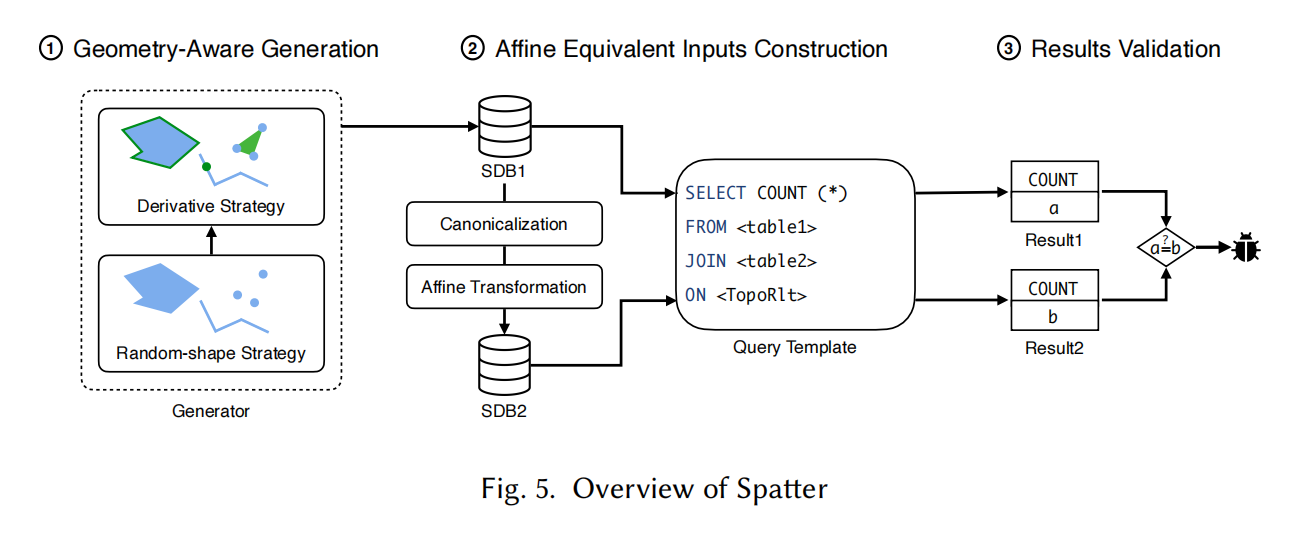 ① Geometry-Aware Generation
Derivative Strategy
Random-shape Strategy
Generator
② Affine Equivalent Inputs Construction
SDB1
Canonicalization
Affine Transformation
SDB2
SELECT COUNT (*)
FROM <table1>
JOIN <table2>
ON <TopoRlt>
Query Template
③ Results Validation
COUNT
a
Result1
COUNT
b
Result2
?
a=b
Fig. 5. Overview of Spatter